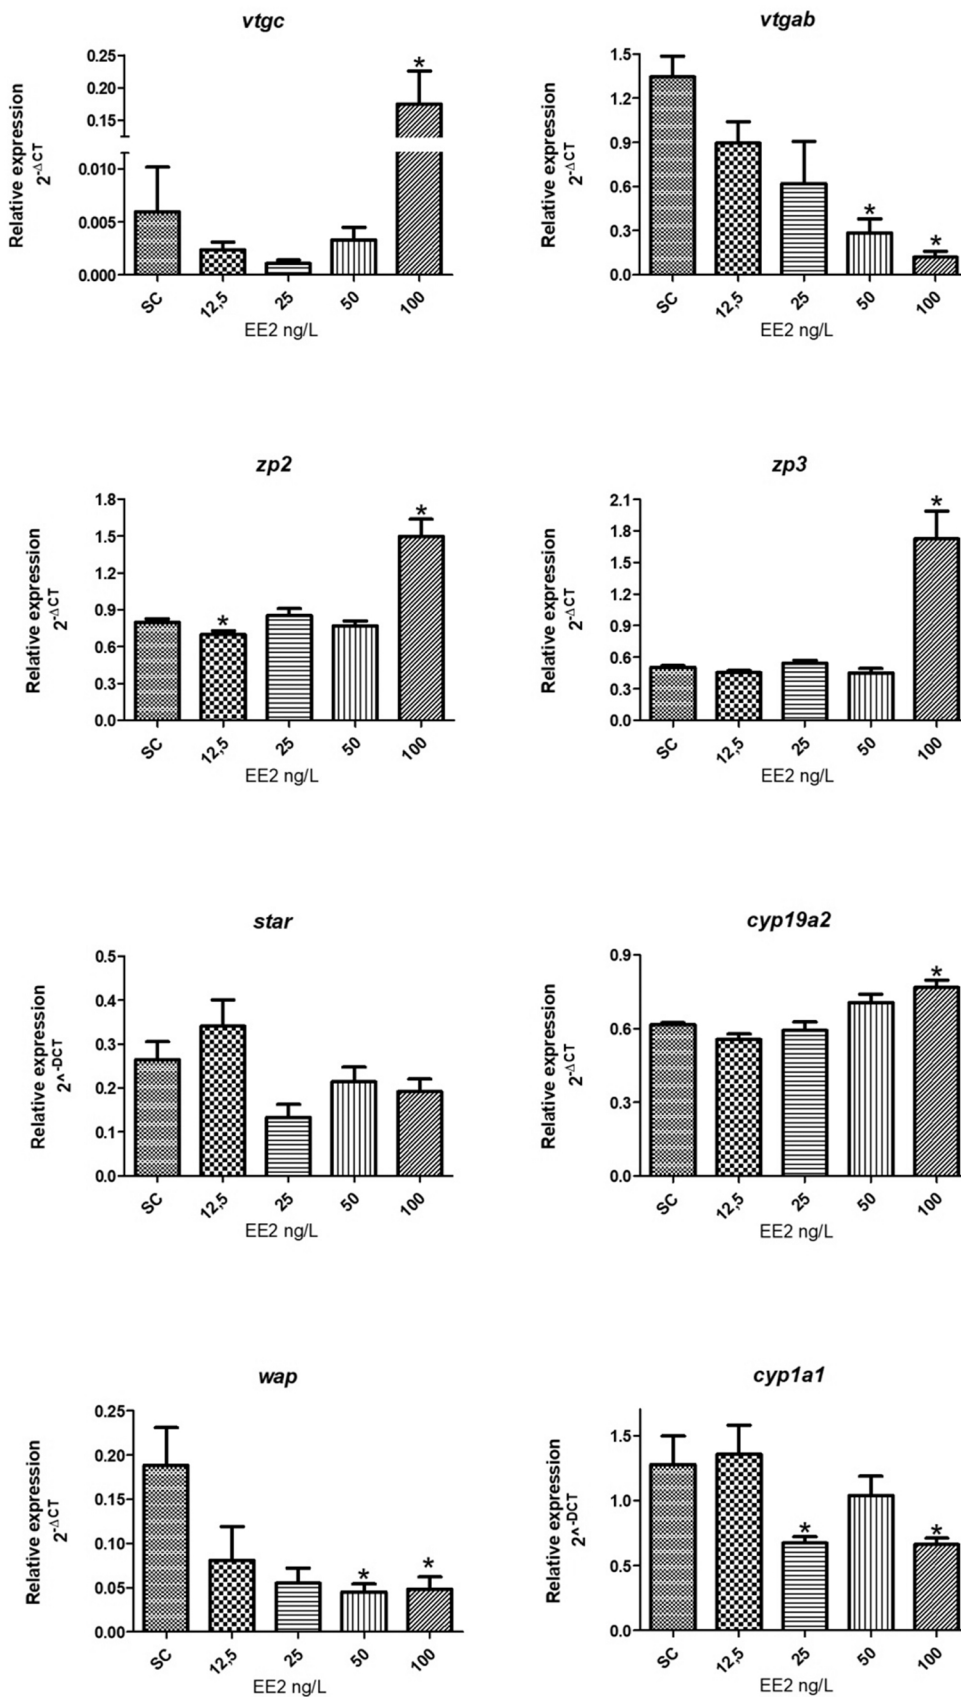 vtgc
Relative expression
2-ΔCT
0.25
0.20
0.15
0.010
0.005
0.000
*
SC
12,5
25
50
100
EE2 ng/L
vtgab
Relative expression
2-ΔCT
1.5
1.2
0.9
0.6
0.3
0.0
*
*
SC
12,5
25
50
100
EE2 ng/L
zp2
Relative expression
2-ΔCT
1.8
1.5
1.2
0.9
0.6
0.3
0.0
*
*
SC
12,5
25
50
100
EE2 ng/L
zp3
Relative expression
2-ΔCT
2.1
1.8
1.5
1.2
0.9
0.6
0.3
0.0
*
SC
12,5
25
50
100
EE2 ng/L
star
Relative expression
2^-DCT
0.5
0.4
0.3
0.2
0.1
0.0
SC
12,5
25
50
100
EE2 ng/L
cyp19a2
Relative expression
2-ΔCT
0.9
0.6
0.3
0.0
*
SC
12,5
25
50
100
EE2 ng/L
wap
Relative expression
2-ΔCT
0.25
0.20
0.15
0.10
0.05
0.00
*
*
SC
12,5
25
50
100
EE2 ng/L
cyp1a1
Relative expression
2^-DCT
1.5
1.0
0.5
0.0
*
*
SC
12,5
25
50
100
EE2 ng/L